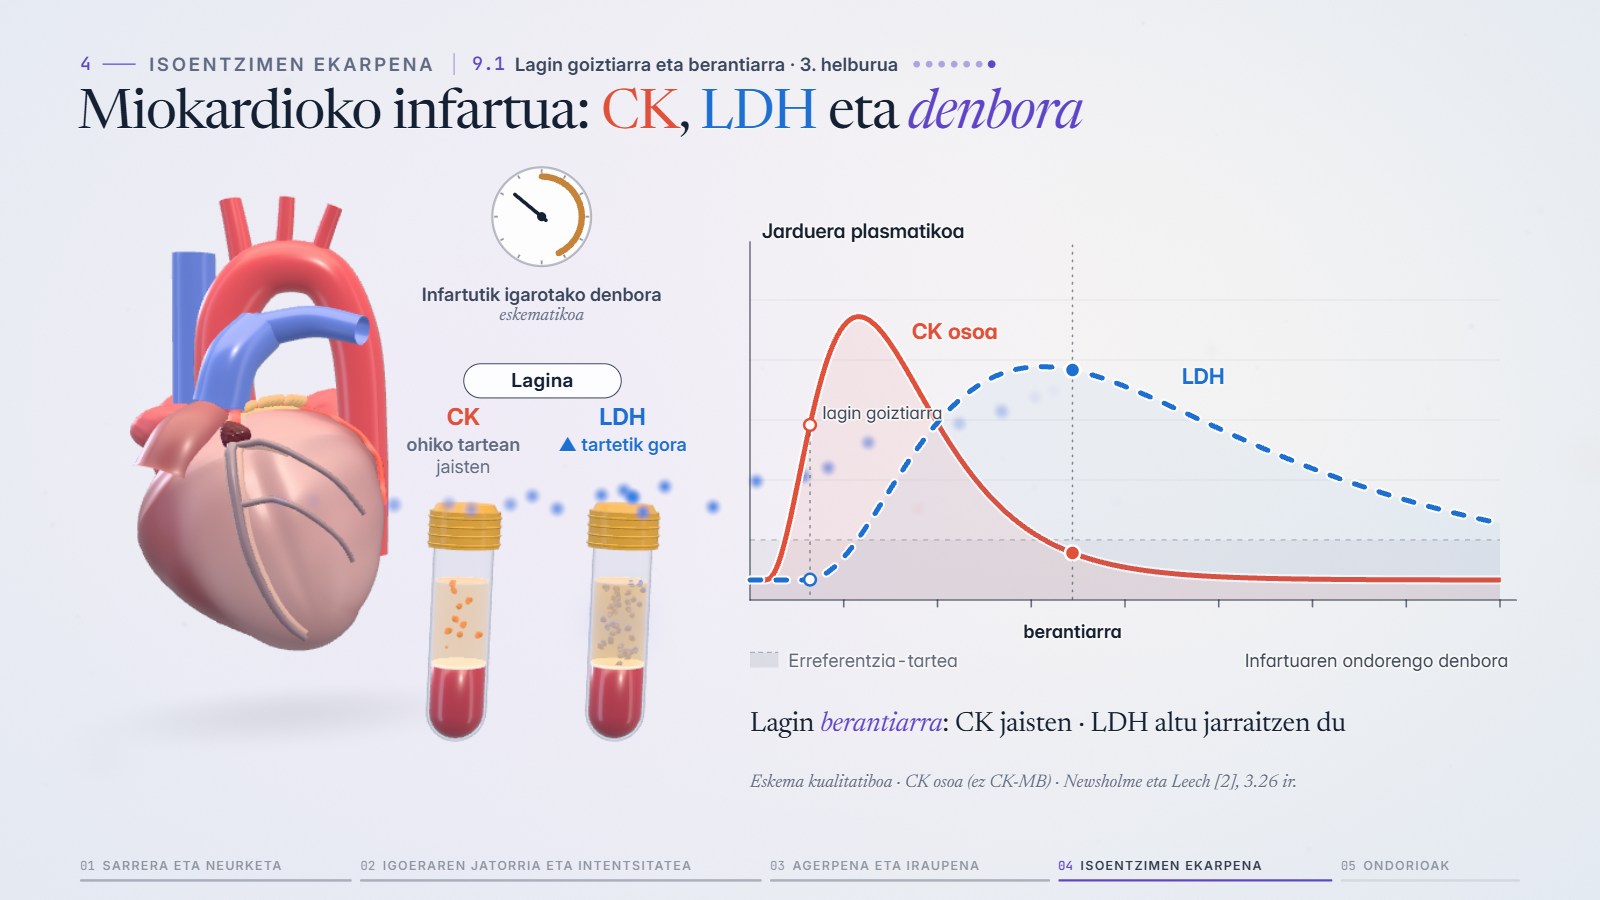 4 — ISOENTZIMEN EKARPENA | 9.1 Lagin goiztiarra eta berantiarra · 3. helburua
Miokardioko infartua: CK, LDH eta denbora
Infartutik igarotako denbora
eskematikoa
Lagina
CK
ohiko tartean
jaisten
LDH
▲ tartetik gora
Jarduera plasmatikoa
CK osoa
LDH
lagin goiztiarra
berantiarra
Erreferentzia-tartea
Infartuaren ondorengo denbora
Lagin berantiarra: CK jaisten · LDH altu jarraitzen du
Eskema kualitatiboa · CK osoa (ez CK-MB) · Newsholme eta Leech [2], 3.26 ir.
01 SARRERA ETA NEURKETA
02 IGOERAREN JATORRIA ETA INTENTSITATEA
03 AGERPENA ETA IRAUPENA
04 ISOENTZIMEN EKARPENA
05 ONDORIOAK